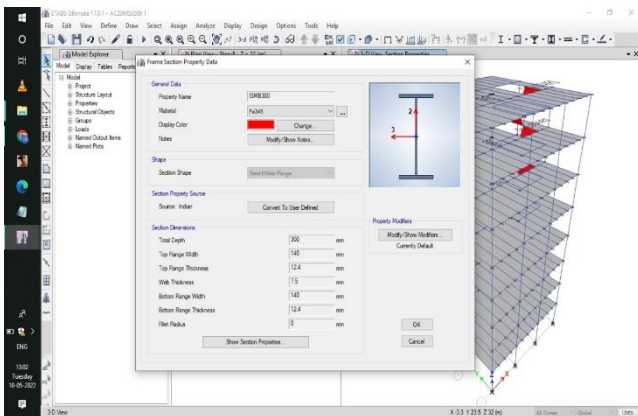 ETABS Ultimate 17.0.1 -
File Edit View Define Draw Select Assign Analyze Display Design Options Tools Help
Model Explorer
Model Display Tables Reports
Model
Project
Structure Layout
Properties
Structural Objects
Groups
Loads
Named Output Items
Named Plots
Frame Section Property Data
General Data
Property Name ISMB300
Material Fe345 ...
Display Color Change...
Notes Modify/Show Notes...
Shape
Section Shape Steel I/Wide Flange
Section Property Source
Source: Indian Convert To User Defined
Section Dimensions
Total Depth 300 mm
Top Flange Width 140 mm
Top Flange Thickness 12.4 mm
Web Thickness 7.5 mm
Bottom Flange Width 140 mm
Bottom Flange Thickness 12.4 mm
Fillet Radius 0 mm
Show Section Properties...
2
3
Property Modifiers
Modify/Show Modifiers...
Currently Default
OK
Cancel
3-D View
X -3.3 Y 23.5 Z 32 (m)
All Stories
Global
Units...
ENG
13:02
Tuesday
10-05-2022